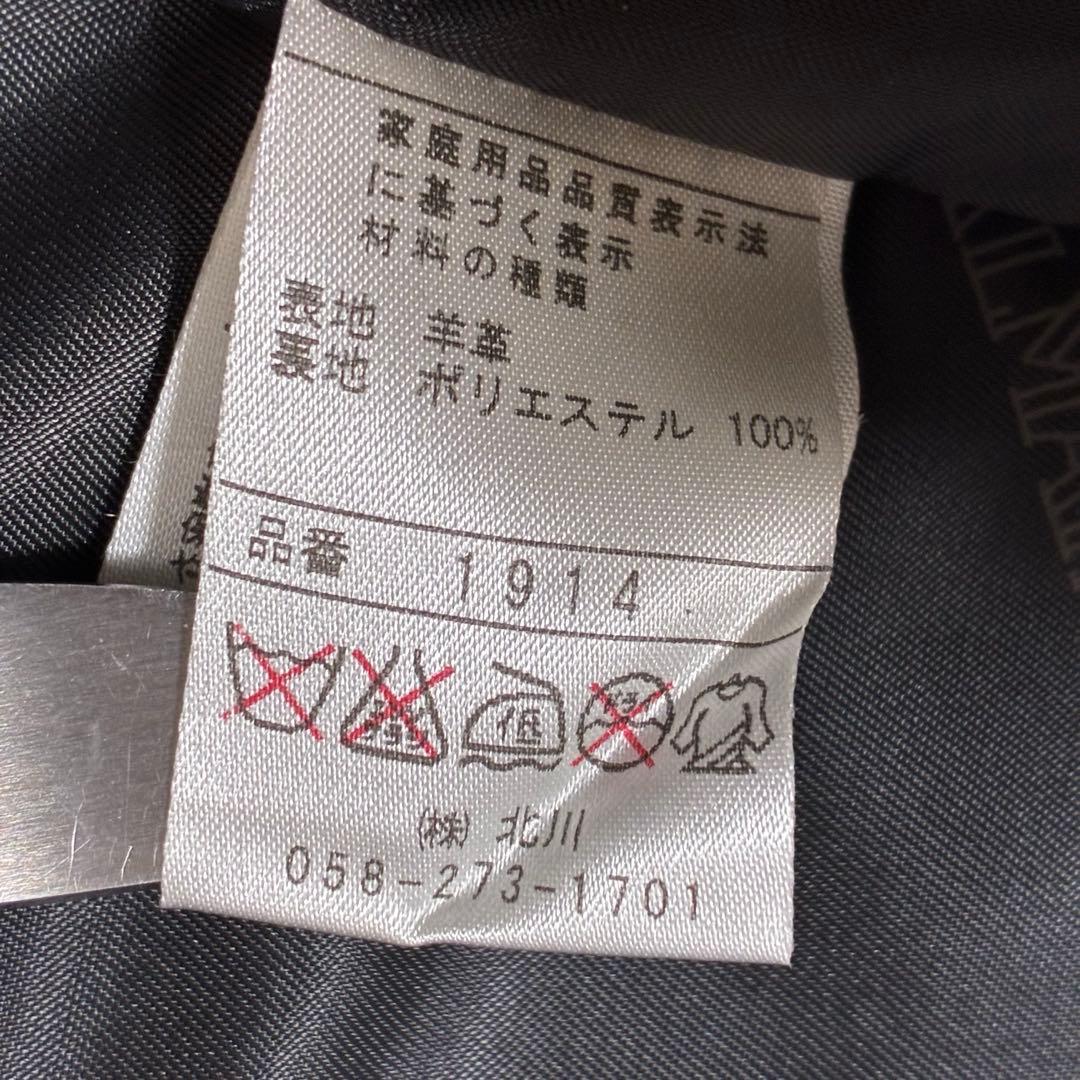 家庭用品品質表示法
に基づく表示
材料の種類
表地 羊革
裏地 ポリエステル 100%
品番 1914
低
㈱ 北川
058-273-1701